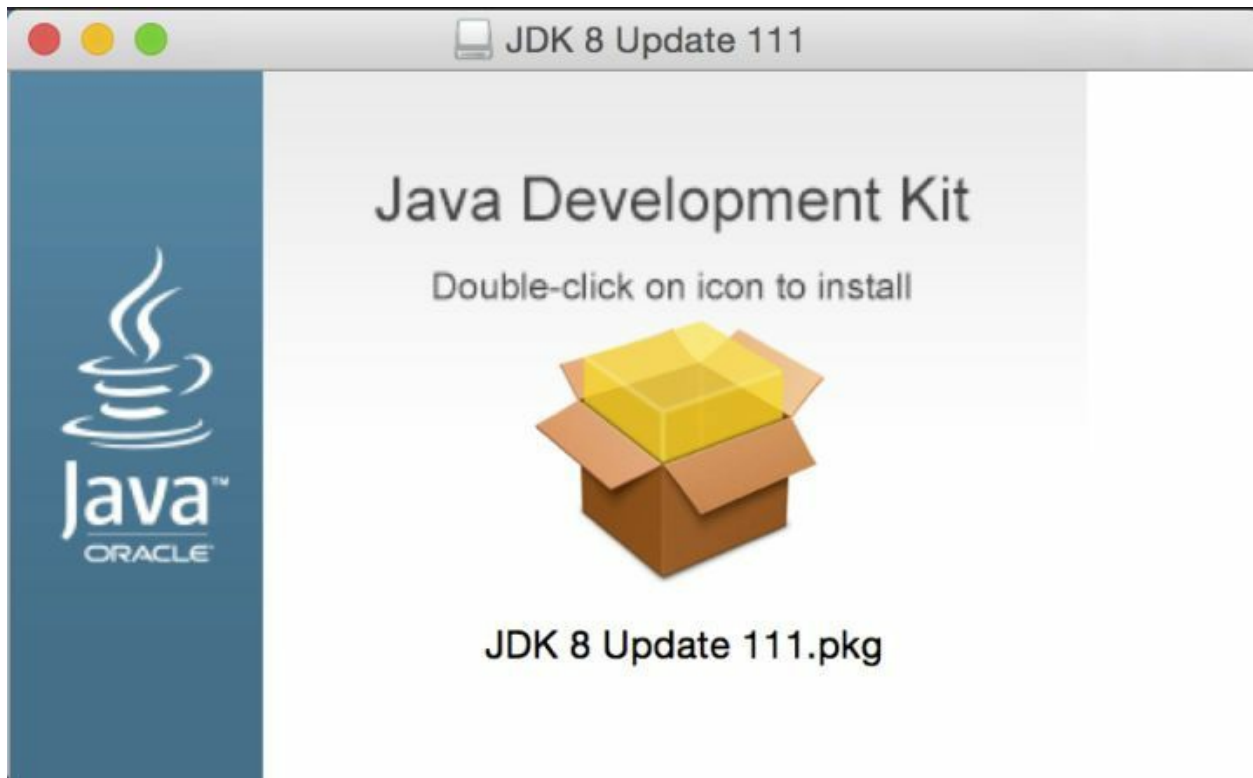 JDK 8 Update 111
Java Development Kit
Double-click on icon to install
Java™
ORACLE
JDK 8 Update 111.pkg